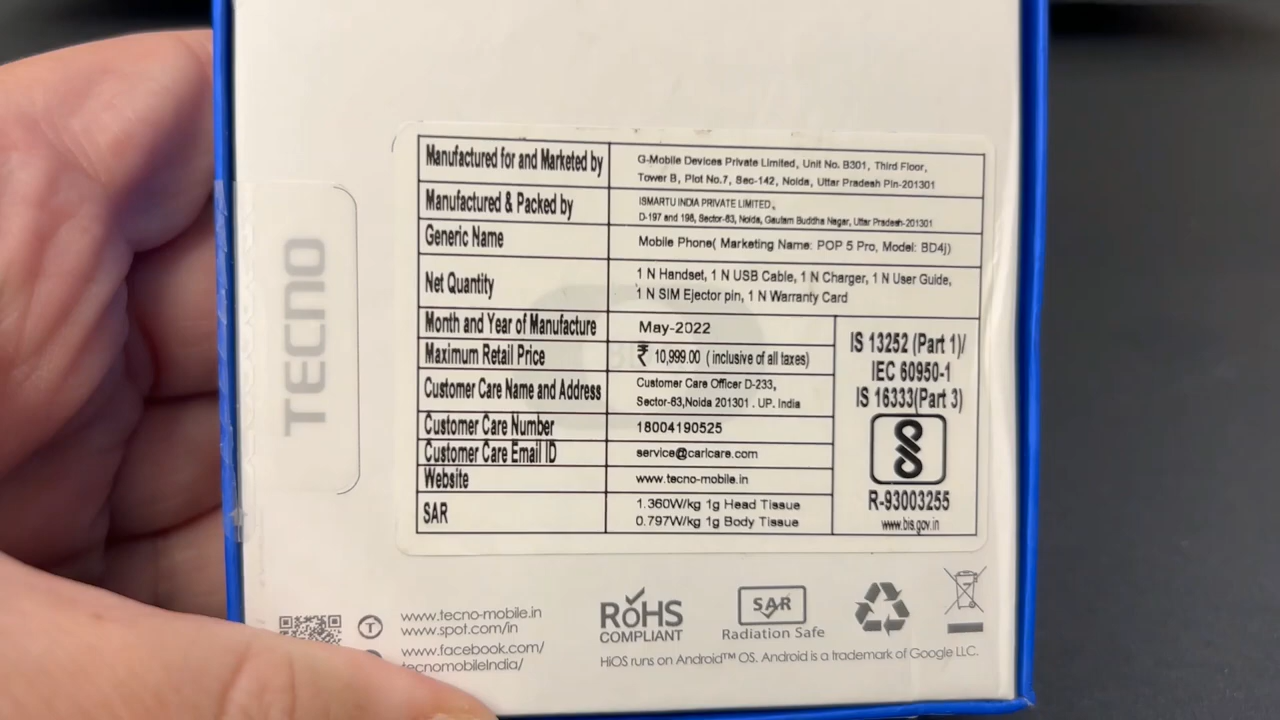 TECNO
Manufactured for and Marketed by
G-Mobile Devices Private Limited, Unit No. B301, Third Floor,
Tower B, Plot No.7, Sec-142, Noida, Uttar Pradesh Pin-201301
Manufactured & Packed by
ISMARTU INDIA PRIVATE LIMITED,
D-197 and 198, Sector-63, Noida, Gautam Buddha Nagar, Uttar Pradesh-201301
Generic Name
Mobile Phone( Marketing Name: POP 5 Pro, Model: BD4j)
Net Quantity
1 N Handset, 1 N USB Cable, 1 N Charger, 1 N User Guide,
1 N SIM Ejector pin, 1 N Warranty Card
Month and Year of Manufacture
May-2022
Maximum Retail Price
₹ 10,999.00 (inclusive of all taxes)
Customer Care Name and Address
Customer Care Officer D-233,
Sector-63,Noida 201301 . UP. India
Customer Care Number
18004190525
Customer Care Email ID
service@carlcare.com
Website
www.tecno-mobile.in
SAR
1.360W/kg 1g Head Tissue
0.797W/kg 1g Body Tissue
IS 13252 (Part 1)/
IEC 60950-1
IS 16333(Part 3)
R-93003255
www.bis.gov.in
www.tecno-mobile.in
www.spot.com/in
www.facebook.com/
tecnomobileIndia/
RoHS
COMPLIANT
SAR
Radiation Safe
HiOS runs on Android™ OS. Android is a trademark of Google LLC.